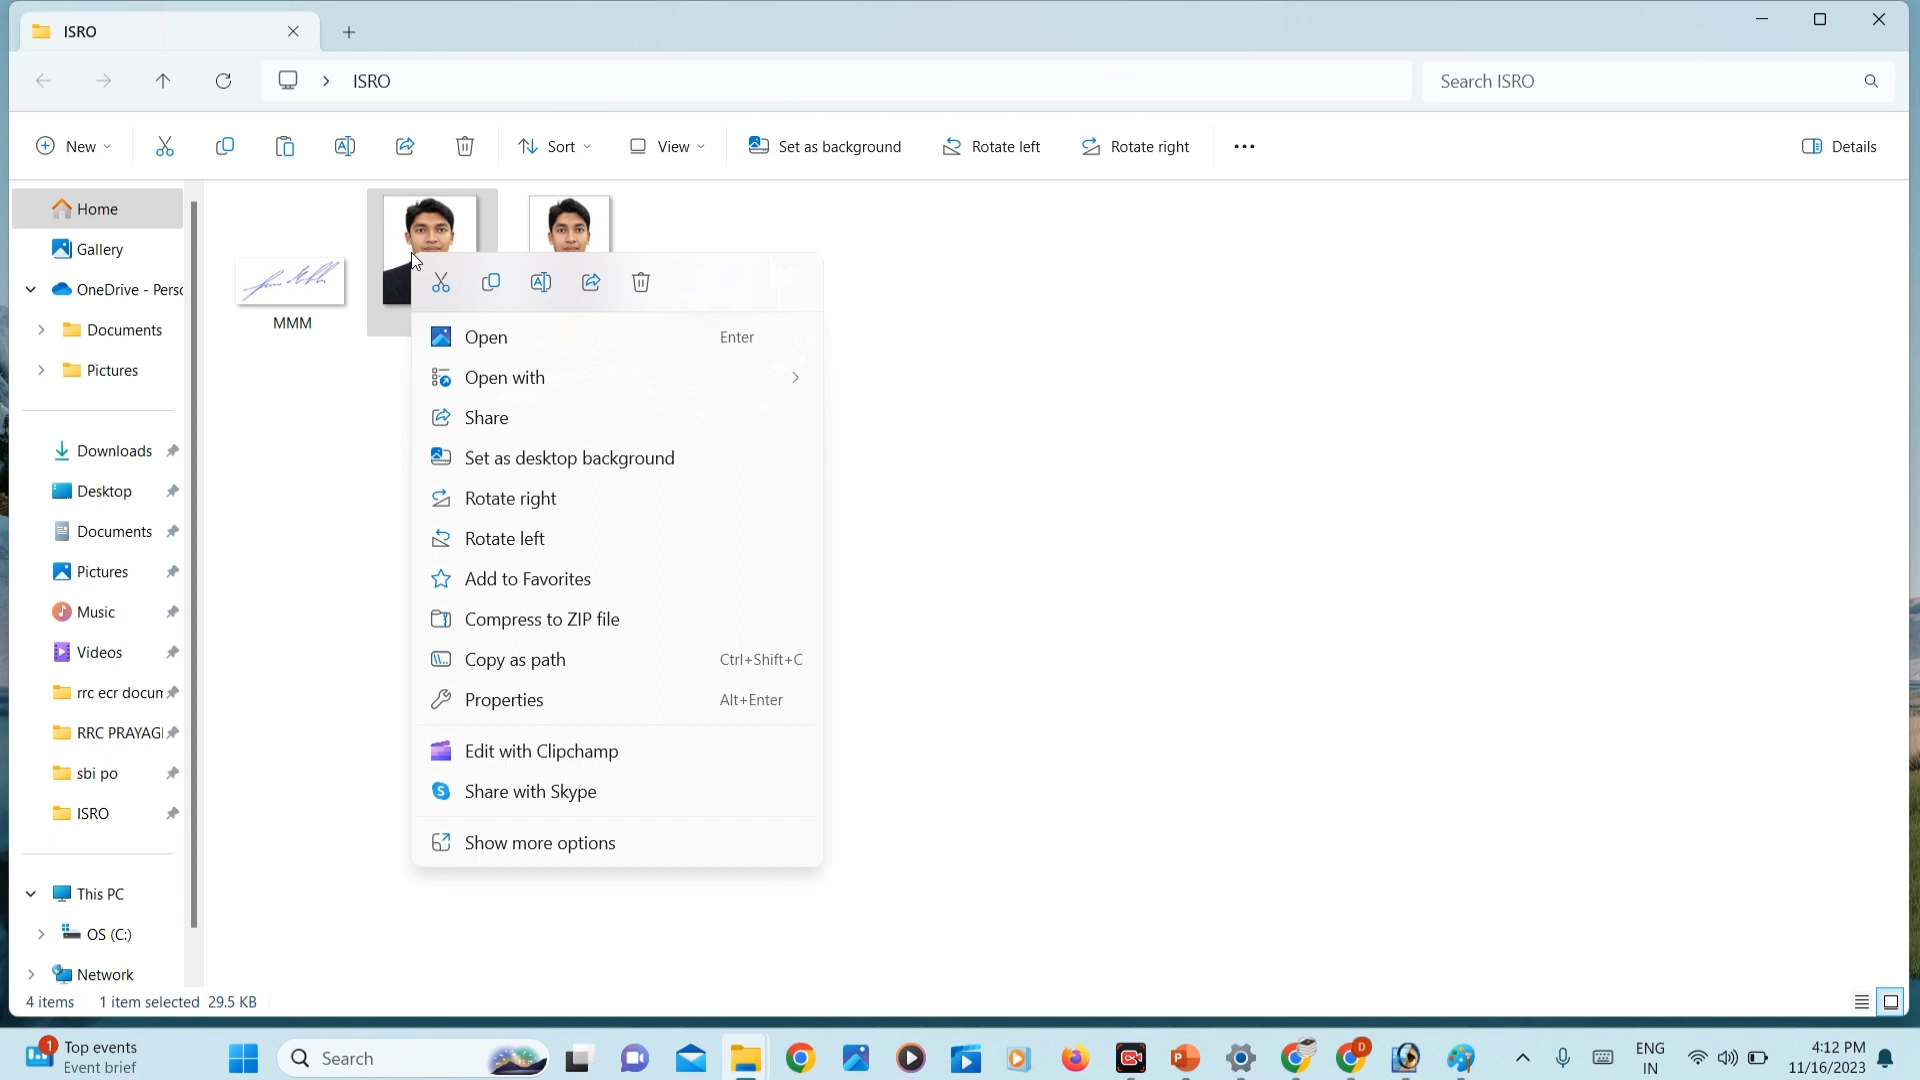 ISRO
ISRO
Search ISRO
New
Sort
View
Set as background
Rotate left
Rotate right
Details
Home
Gallery
OneDrive - Persc
Documents
Pictures
Downloads
Desktop
Documents
Pictures
Music
Videos
rrc ecr docum
RRC PRAYAG
sbi po
ISRO
This PC
OS (C:)
Network
MMM
Open Enter
Open with
Share
Set as desktop background
Rotate right
Rotate left
Add to Favorites
Compress to ZIP file
Copy as path Ctrl+Shift+C
Properties Alt+Enter
Edit with Clipchamp
Share with Skype
Show more options
4 items 1 item selected 29.5 KB
1
Top events
Event brief
Search
ENG
IN
4:12 PM
11/16/2023